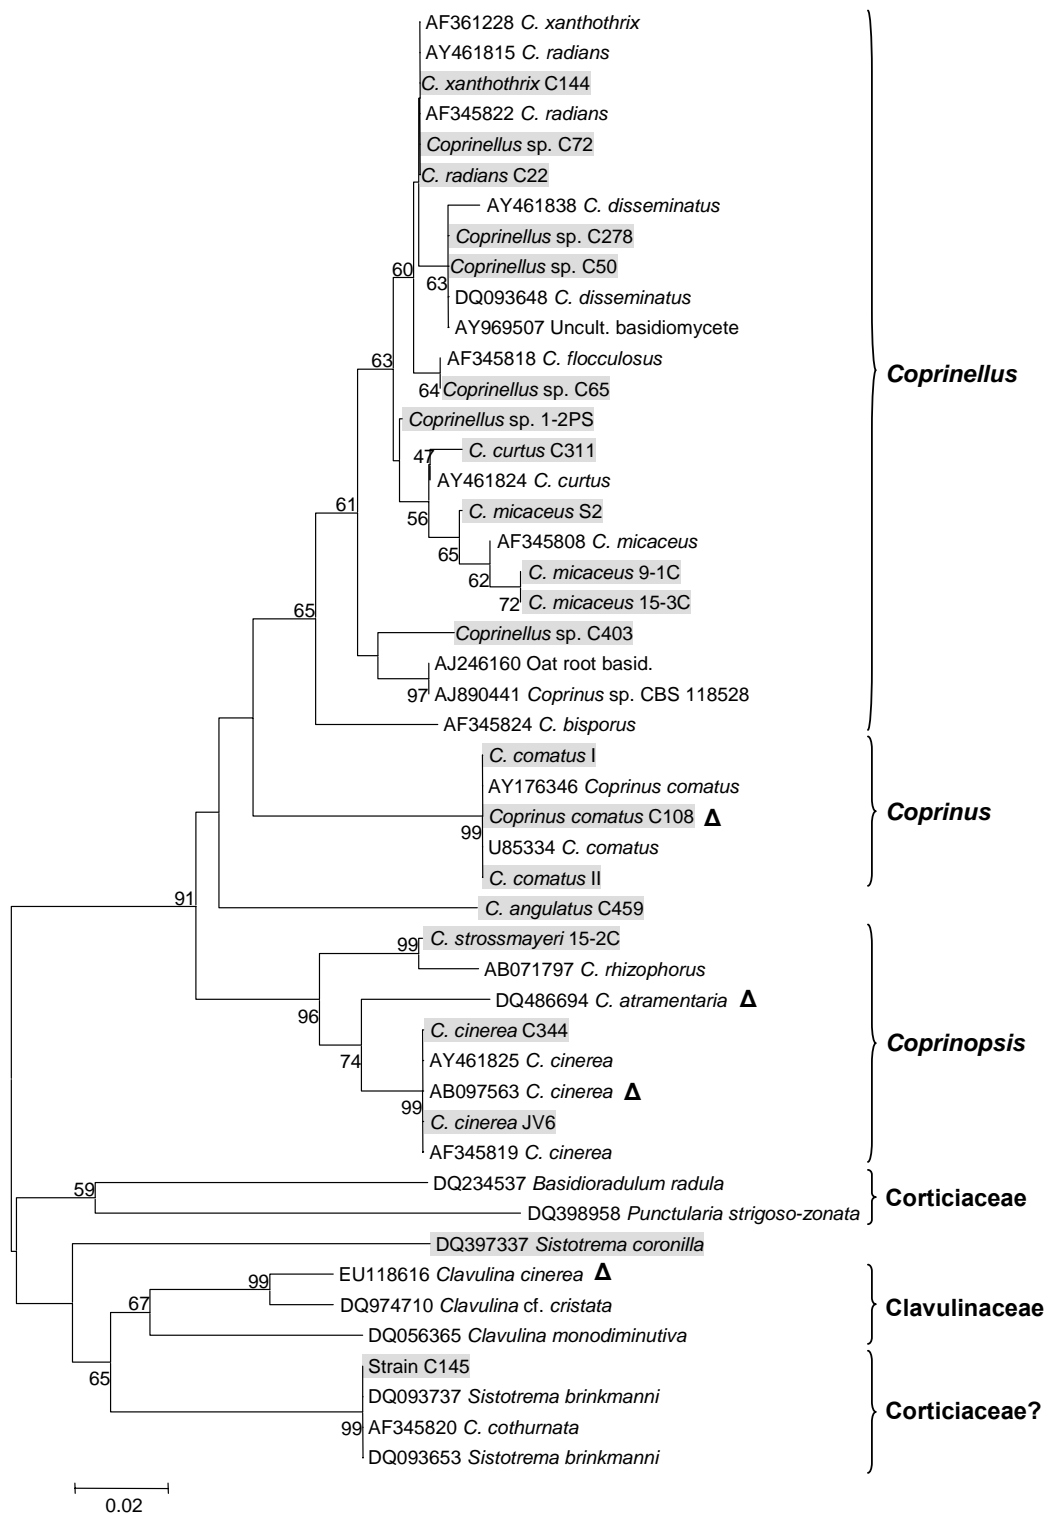 AF361228 C. xanthothrix
AY461815 C. radians
C. xanthothrix C144
AF345822 C. radians
Coprinellus sp. C72
C. radians C22
AY461838 C. disseminatus
Coprinellus sp. C278
Coprinellus sp. C50
60
63
DQ093648 C. disseminatus
AY969507 Uncult. basidiomycete
AF345818 C. flocculosus
63
Coprinellus
64
Coprinellus sp. C65
Coprinellus sp. 1-2PS
C. curtus C311
47
AY461824 C. curtus
61
C. micaceus S2
56
AF345808 C. micaceus
65
C. micaceus 9-1C
62
C. micaceus 15-3C
72
65
Coprinellus sp. C403
AJ246160 Oat root basid.
97
AJ890441 Coprinus sp. CBS 118528
AF345824 C. bisporus
C. comatus I
AY176346 Coprinus comatus
Coprinus comatus C108 Δ
Coprinus
99
U85334 C. comatus
C. comatus II
91
C. angulatus C459
C. strossmayeri 15-2C
99
AB071797 C. rhizophorus
DQ486694 C. atramentaria Δ
96
C. cinerea C344
Coprinopsis
74
AY461825 C. cinerea
AB097563 C. cinerea Δ
99
C. cinerea JV6
AF345819 C. cinerea
59
DQ234537 Basidioradulum radula
Corticiaceae
DQ398958 Punctularia strigoso-zonata
DQ397337 Sistotrema coronilla
99
EU118616 Clavulina cinerea Δ
67
DQ974710 Clavulina cf. cristata
Clavulinaceae
DQ056365 Clavulina monodiminutiva
65
Strain C145
DQ093737 Sistotrema brinkmanni
Corticiaceae?
99
AF345820 C. cothurnata
DQ093653 Sistotrema brinkmanni
0.02